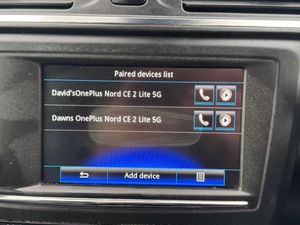 Paired devices list
David'sOnePlus Nord CE 2 Lite 5G
Dawns OnePlus Nord CE 2 Lite 5G
Add device